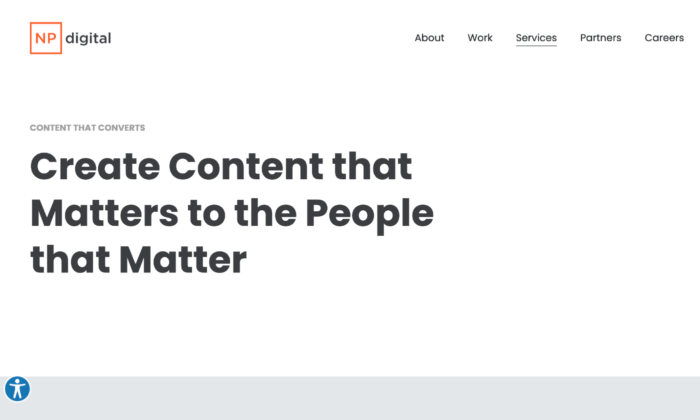 NP digital
About Work Services Partners Careers
CONTENT THAT CONVERTS
Create Content that
Matters to the People
that Matter